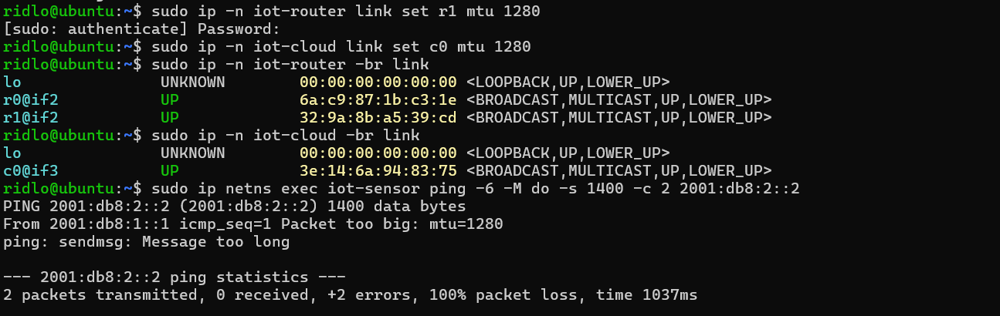 ridlo@ubuntu:~$ sudo ip -n iot-router link set r1 mtu 1280
[sudo: authenticate] Password:
ridlo@ubuntu:~$ sudo ip -n iot-cloud link set c0 mtu 1280
ridlo@ubuntu:~$ sudo ip -n iot-router -br link
lo               UNKNOWN        00:00:00:00:00:00 <LOOPBACK,UP,LOWER_UP>
r0@if2           UP             6a:c9:87:1b:c3:1e <BROADCAST,MULTICAST,UP,LOWER_UP>
r1@if2           UP             32:9a:8b:a5:39:cd <BROADCAST,MULTICAST,UP,LOWER_UP>
ridlo@ubuntu:~$ sudo ip -n iot-cloud -br link
lo               UNKNOWN        00:00:00:00:00:00 <LOOPBACK,UP,LOWER_UP>
c0@if3           UP             3e:14:6a:94:83:75 <BROADCAST,MULTICAST,UP,LOWER_UP>
ridlo@ubuntu:~$ sudo ip netns exec iot-sensor ping -6 -M do -s 1400 -c 2 2001:db8:2::2
PING 2001:db8:2::2 (2001:db8:2::2) 1400 data bytes
From 2001:db8:1::1 icmp_seq=1 Packet too big: mtu=1280
ping: sendmsg: Message too long

--- 2001:db8:2::2 ping statistics ---
2 packets transmitted, 0 received, +2 errors, 100% packet loss, time 1037ms